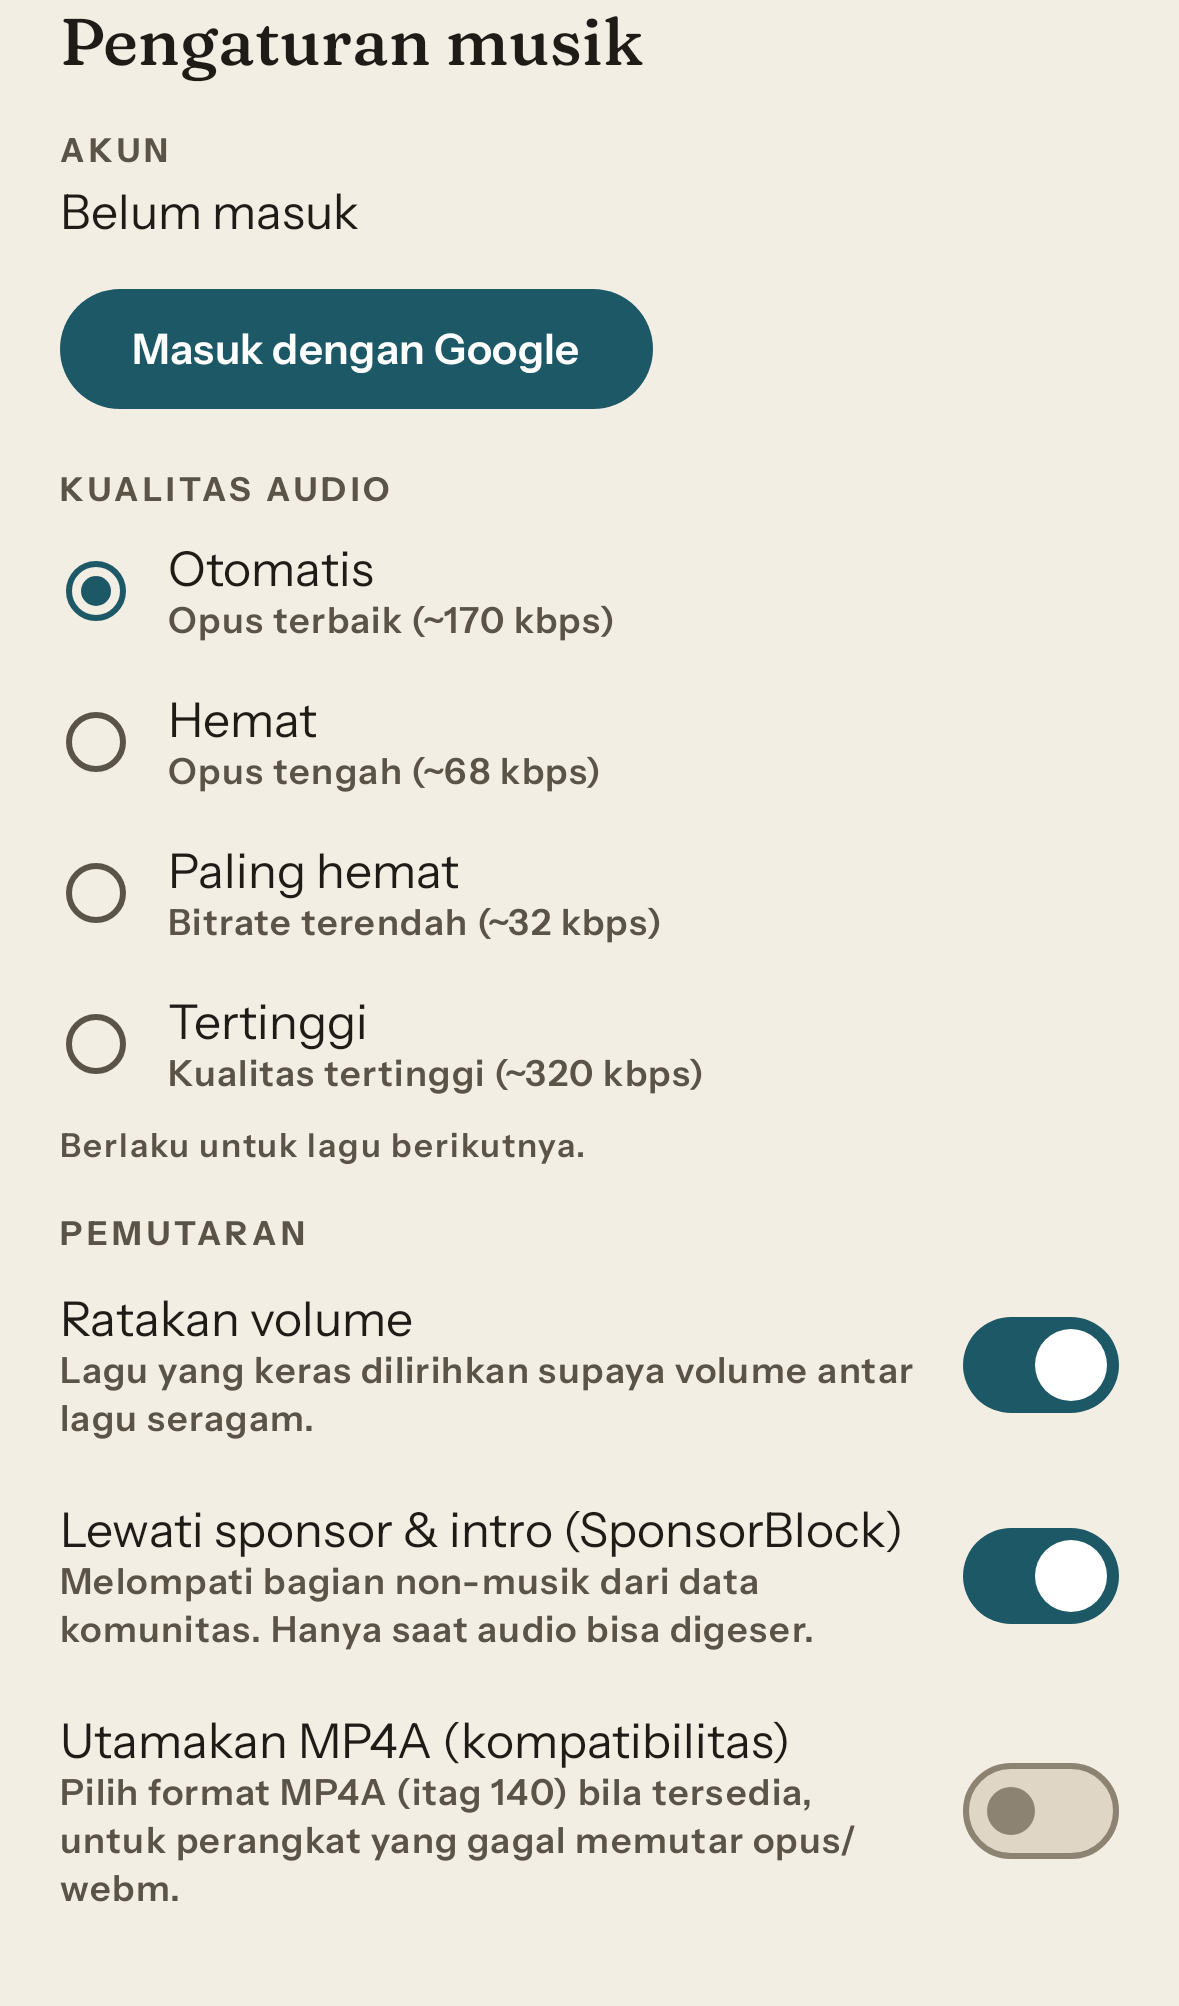 Pengaturan musik
AKUN
Belum masuk
Masuk dengan Google
KUALITAS AUDIO
Otomatis
Opus terbaik (~170 kbps)
Hemat
Opus tengah (~68 kbps)
Paling hemat
Bitrate terendah (~32 kbps)
Tertinggi
Kualitas tertinggi (~320 kbps)
Berlaku untuk lagu berikutnya.
PEMUTARAN
Ratakan volume
Lagu yang keras dilirihkan supaya volume antar
lagu seragam.
Lewati sponsor & intro (SponsorBlock)
Melompati bagian non-musik dari data
komunitas. Hanya saat audio bisa digeser.
Utamakan MP4A (kompatibilitas)
Pilih format MP4A (itag 140) bila tersedia,
untuk perangkat yang gagal memutar opus/
webm.